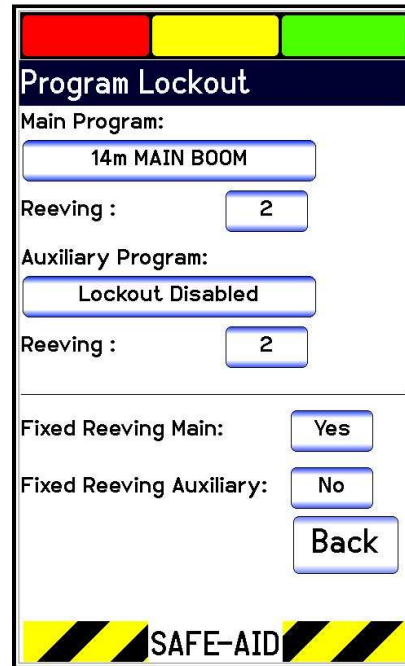 Program Lockout
Main Program:
14m MAIN BOOM
Reeving : 2
Auxiliary Program:
Lockout Disabled
Reeving : 2
Fixed Reeving Main: Yes
Fixed Reeving Auxiliary: No
Back
SAFE-AID